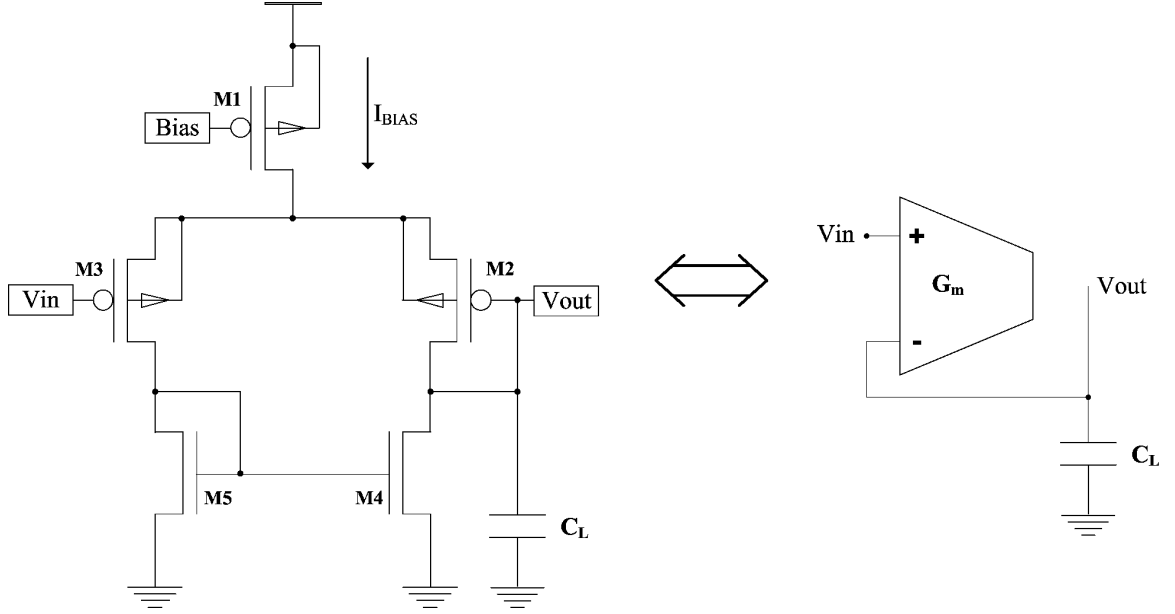 M1
Bias
I_BIAS
M3
Vin
M2
Vout
M5
M4
C_L
Vin
+
G_m
-
Vout
C_L